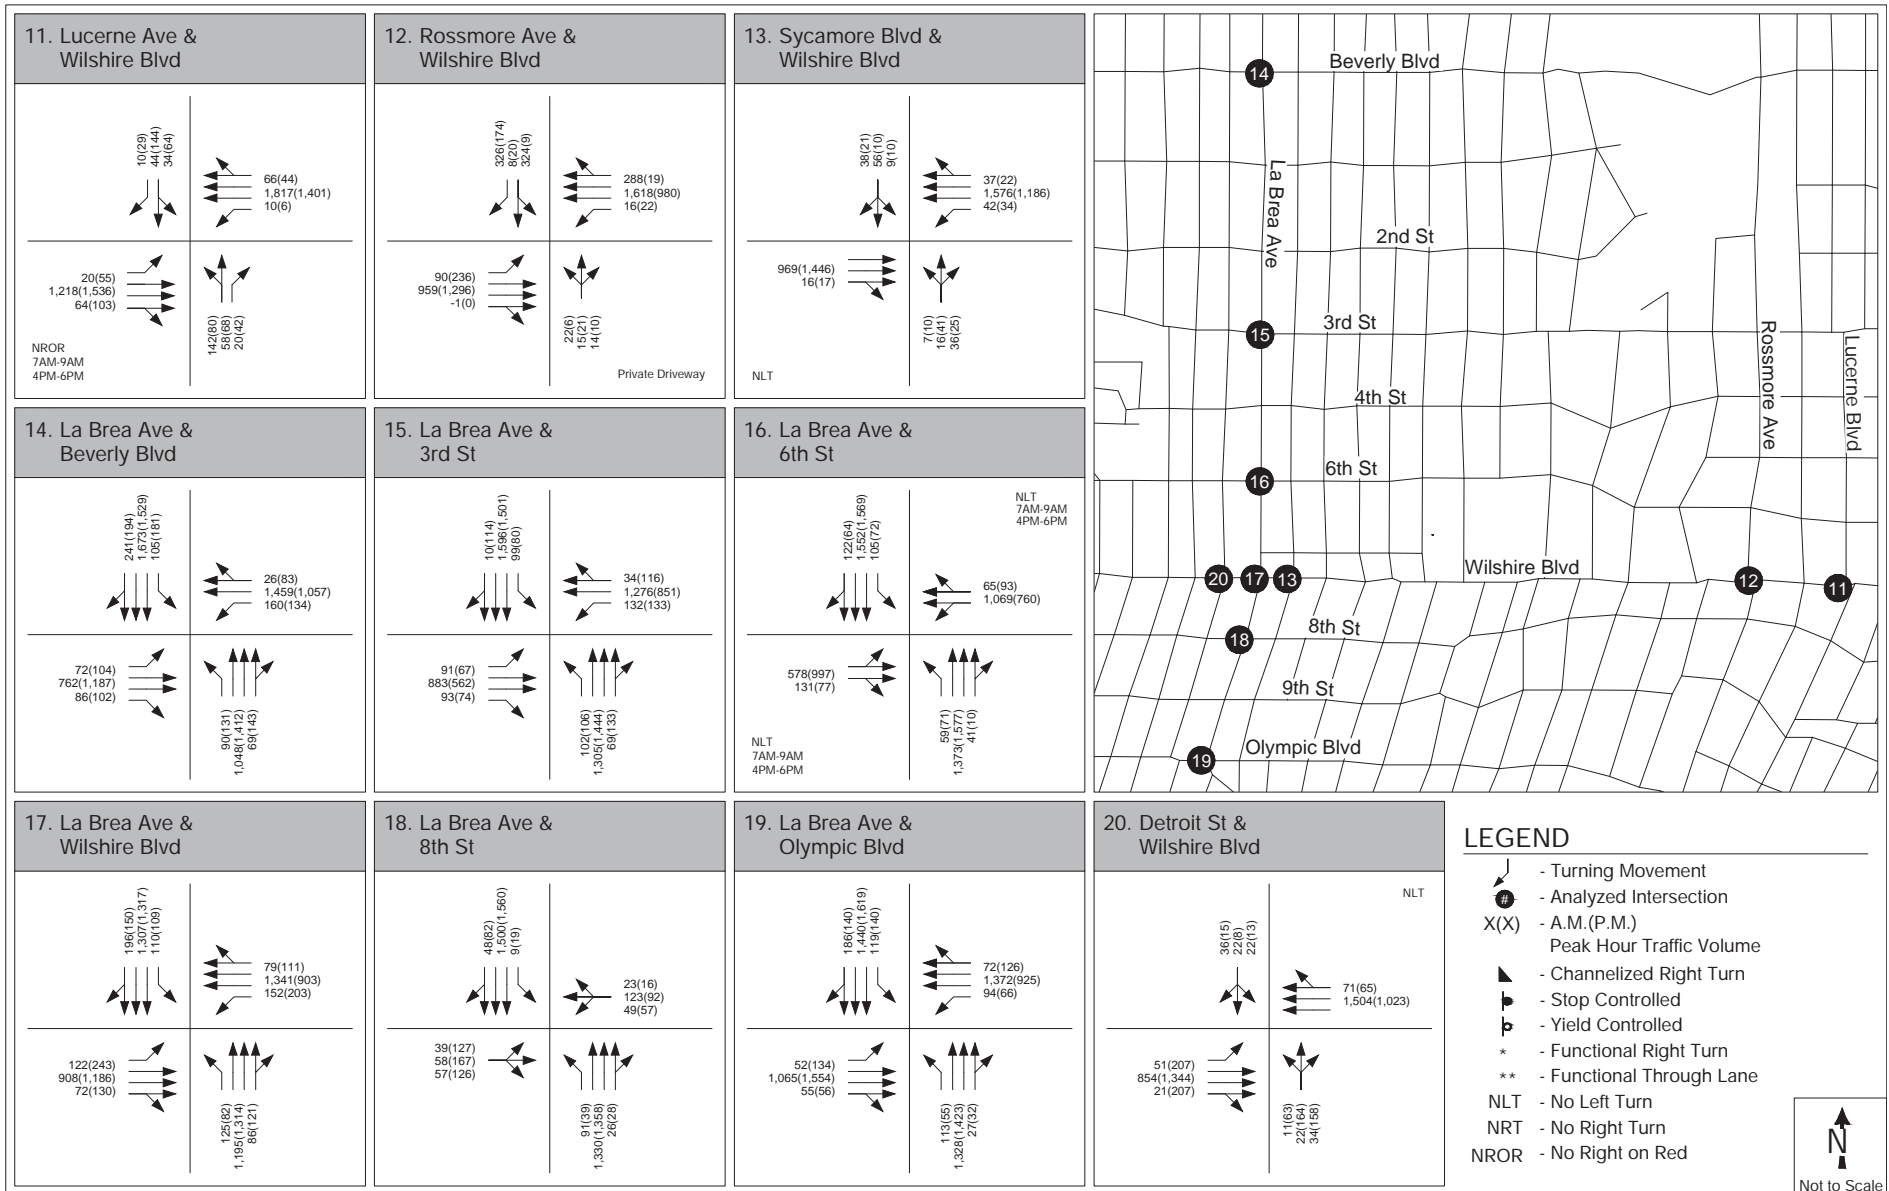 11. Lucerne Ave &
Wilshire Blvd
10(29)
44(144)
34(64)
66(44)
1,817(1,401)
10(6)
20(55)
1,218(1,536)
64(103)
142(80)
58(68)
20(42)
NROR
7AM-9AM
4PM-6PM
12. Rossmore Ave &
Wilshire Blvd
326(174)
8(20)
324(9)
288(19)
1,618(980)
16(22)
90(236)
959(1,296)
-1(0)
22(6)
15(21)
14(10)
Private Driveway
13. Sycamore Blvd &
Wilshire Blvd
38(21)
56(10)
9(10)
37(22)
1,576(1,186)
42(34)
969(1,446)
16(17)
7(10)
16(41)
36(25)
NLT
14. La Brea Ave &
Beverly Blvd
241(194)
1,673(1,529)
105(181)
26(83)
1,459(1,057)
160(134)
72(104)
762(1,187)
86(102)
90(131)
1,048(1,412)
69(143)
15. La Brea Ave &
3rd St
10(114)
1,596(1,501)
99(80)
34(116)
1,276(851)
132(133)
91(67)
883(562)
93(74)
102(106)
1,305(1,444)
69(133)
16. La Brea Ave &
6th St
122(64)
1,552(1,569)
105(72)
NLT
7AM-9AM
4PM-6PM
65(93)
1,069(760)
578(997)
131(77)
59(71)
1,373(1,577)
41(10)
NLT
7AM-9AM
4PM-6PM
17. La Brea Ave &
Wilshire Blvd
196(150)
1,307(1,317)
110(109)
79(111)
1,341(903)
152(203)
122(243)
908(1,186)
72(130)
125(82)
1,195(1,314)
86(121)
18. La Brea Ave &
8th St
48(82)
1,500(1,560)
9(19)
23(16)
123(92)
49(57)
39(127)
58(167)
57(126)
91(39)
1,330(1,358)
26(28)
19. La Brea Ave &
Olympic Blvd
186(140)
1,440(1,619)
119(140)
72(126)
1,372(925)
94(66)
52(134)
1,065(1,554)
55(56)
113(55)
1,328(1,423)
27(32)
20. Detroit St &
Wilshire Blvd
NLT
36(15)
22(8)
22(13)
71(65)
1,504(1,023)
51(207)
854(1,344)
21(207)
11(63)
22(164)
34(158)
Beverly Blvd
14
La Brea Ave
2nd St
3rd St
15
Rossmore Ave
Lucerne Blvd
4th St
6th St
16
Wilshire Blvd
20
17
13
12
11
8th St
18
9th St
Olympic Blvd
19
LEGEND
- Turning Movement
# - Analyzed Intersection
X(X) - A.M.(P.M.)
Peak Hour Traffic Volume
- Channelized Right Turn
- Stop Controlled
- Yield Controlled
* - Functional Right Turn
** - Functional Through Lane
NLT - No Left Turn
NRT - No Right Turn
NROR - No Right on Red
N
Not to Scale